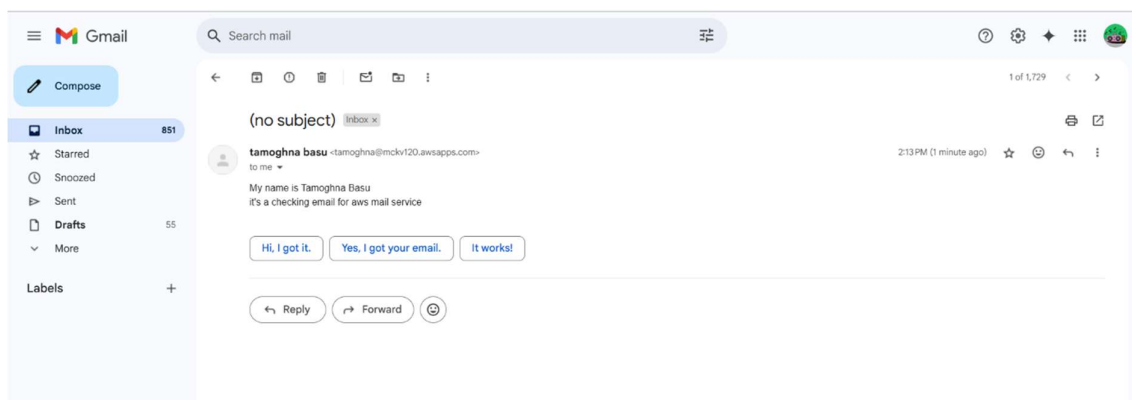 Gmail
Search mail
Compose
1 of 1,729
(no subject)
Inbox ×
Inbox 851
tamoghna basu <tamoghna@mckv120.awsapps.com>
2:13 PM (1 minute ago)
to me
Starred
Snoozed
My name is Tamoghna Basu
it's a checking email for aws mail service
Sent
Drafts 55
More
Hi, I got it.
Yes, I got your email.
It works!
Labels +
Reply
Forward